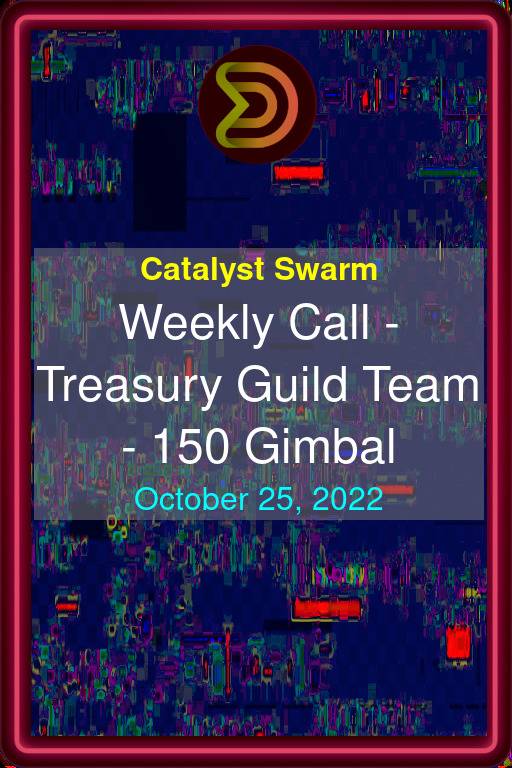 Catalyst Swarm
Weekly Call -
Treasury Guild Team
- 150 Gimbal
October 25, 2022